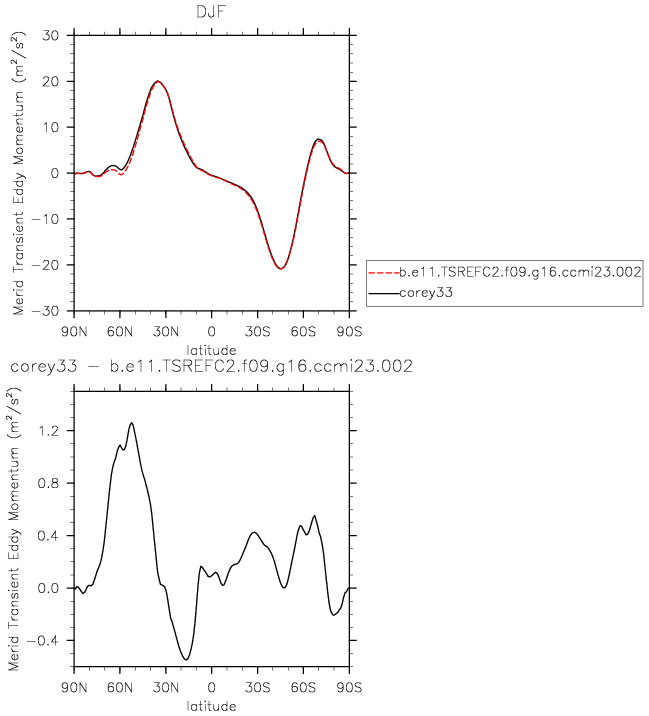 DJF
Merid Transient Eddy Momentum (m²/s²)
30
20
10
0
−10
−20
−30
90N 60N 30N 0 30S 60S 90S
latitude
b.e11.TSREFC2.f09.g16.ccmi23.002
corey33
corey33 − b.e11.TSREFC2.f09.g16.ccmi23.002
Merid Transient Eddy Momentum (m²/s²)
1.2
0.8
0.4
0.0
−0.4
90N 60N 30N 0 30S 60S 90S
latitude